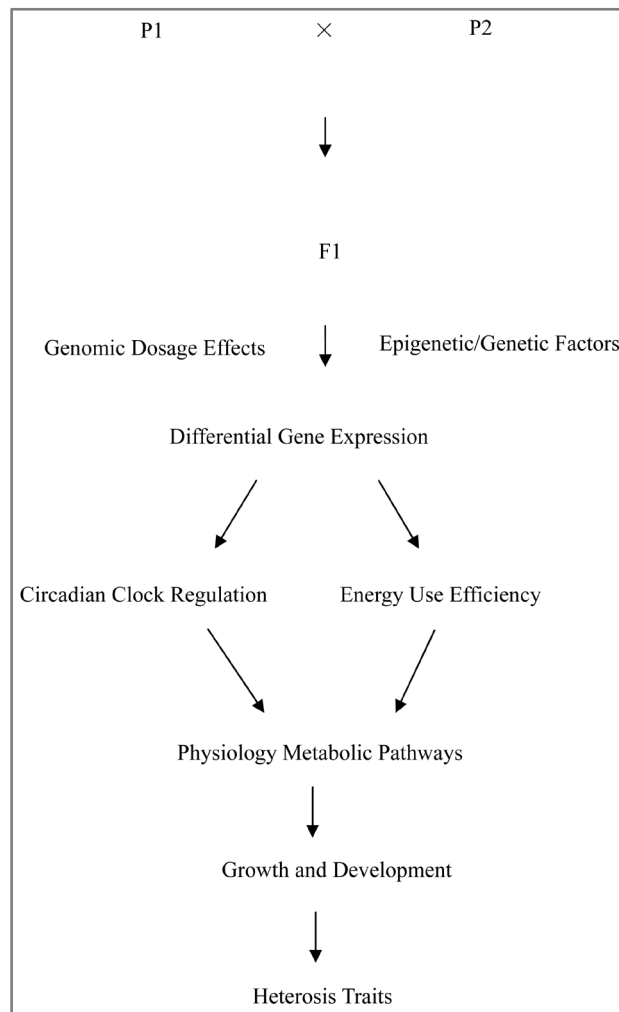 P1 × P2
F1
Genomic Dosage Effects
Epigenetic/Genetic Factors
Differential Gene Expression
Circadian Clock Regulation
Energy Use Efficiency
Physiology Metabolic Pathways
Growth and Development
Heterosis Traits